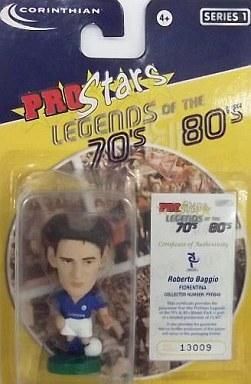 CORINTHIAN
4+
SERIES 1
PRO Stars
LEGENDS OF THE
70's 80's
PRO Stars
LEGENDS OF THE
70's 80's
Certificate of Authenticity
Roberto Baggio
FIORENTINA
13009